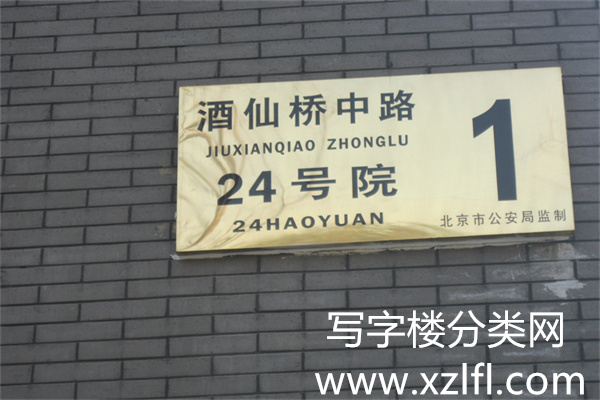 酒仙桥中路
JIUXIANQIAO ZHONGLU
24号院
24HAOYUAN
1
北京市公安局监制
写字楼分类网
www.xzlfl.com